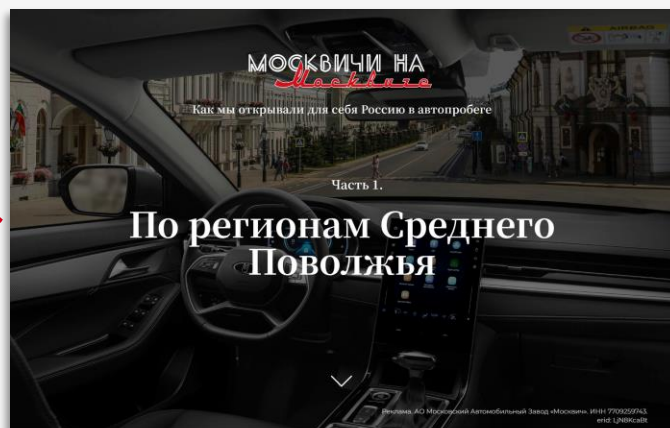 AIRBAG
МОСКВИЧИ НА
Москвиче
Как мы открывали для себя Россию в автопробеге
Часть 1.
По регионам Среднего
Поволжья
Реклама. АО Московский Автомобильный Завод «Москвич». ИНН 7709259743.
erid: LjN8KcaBt